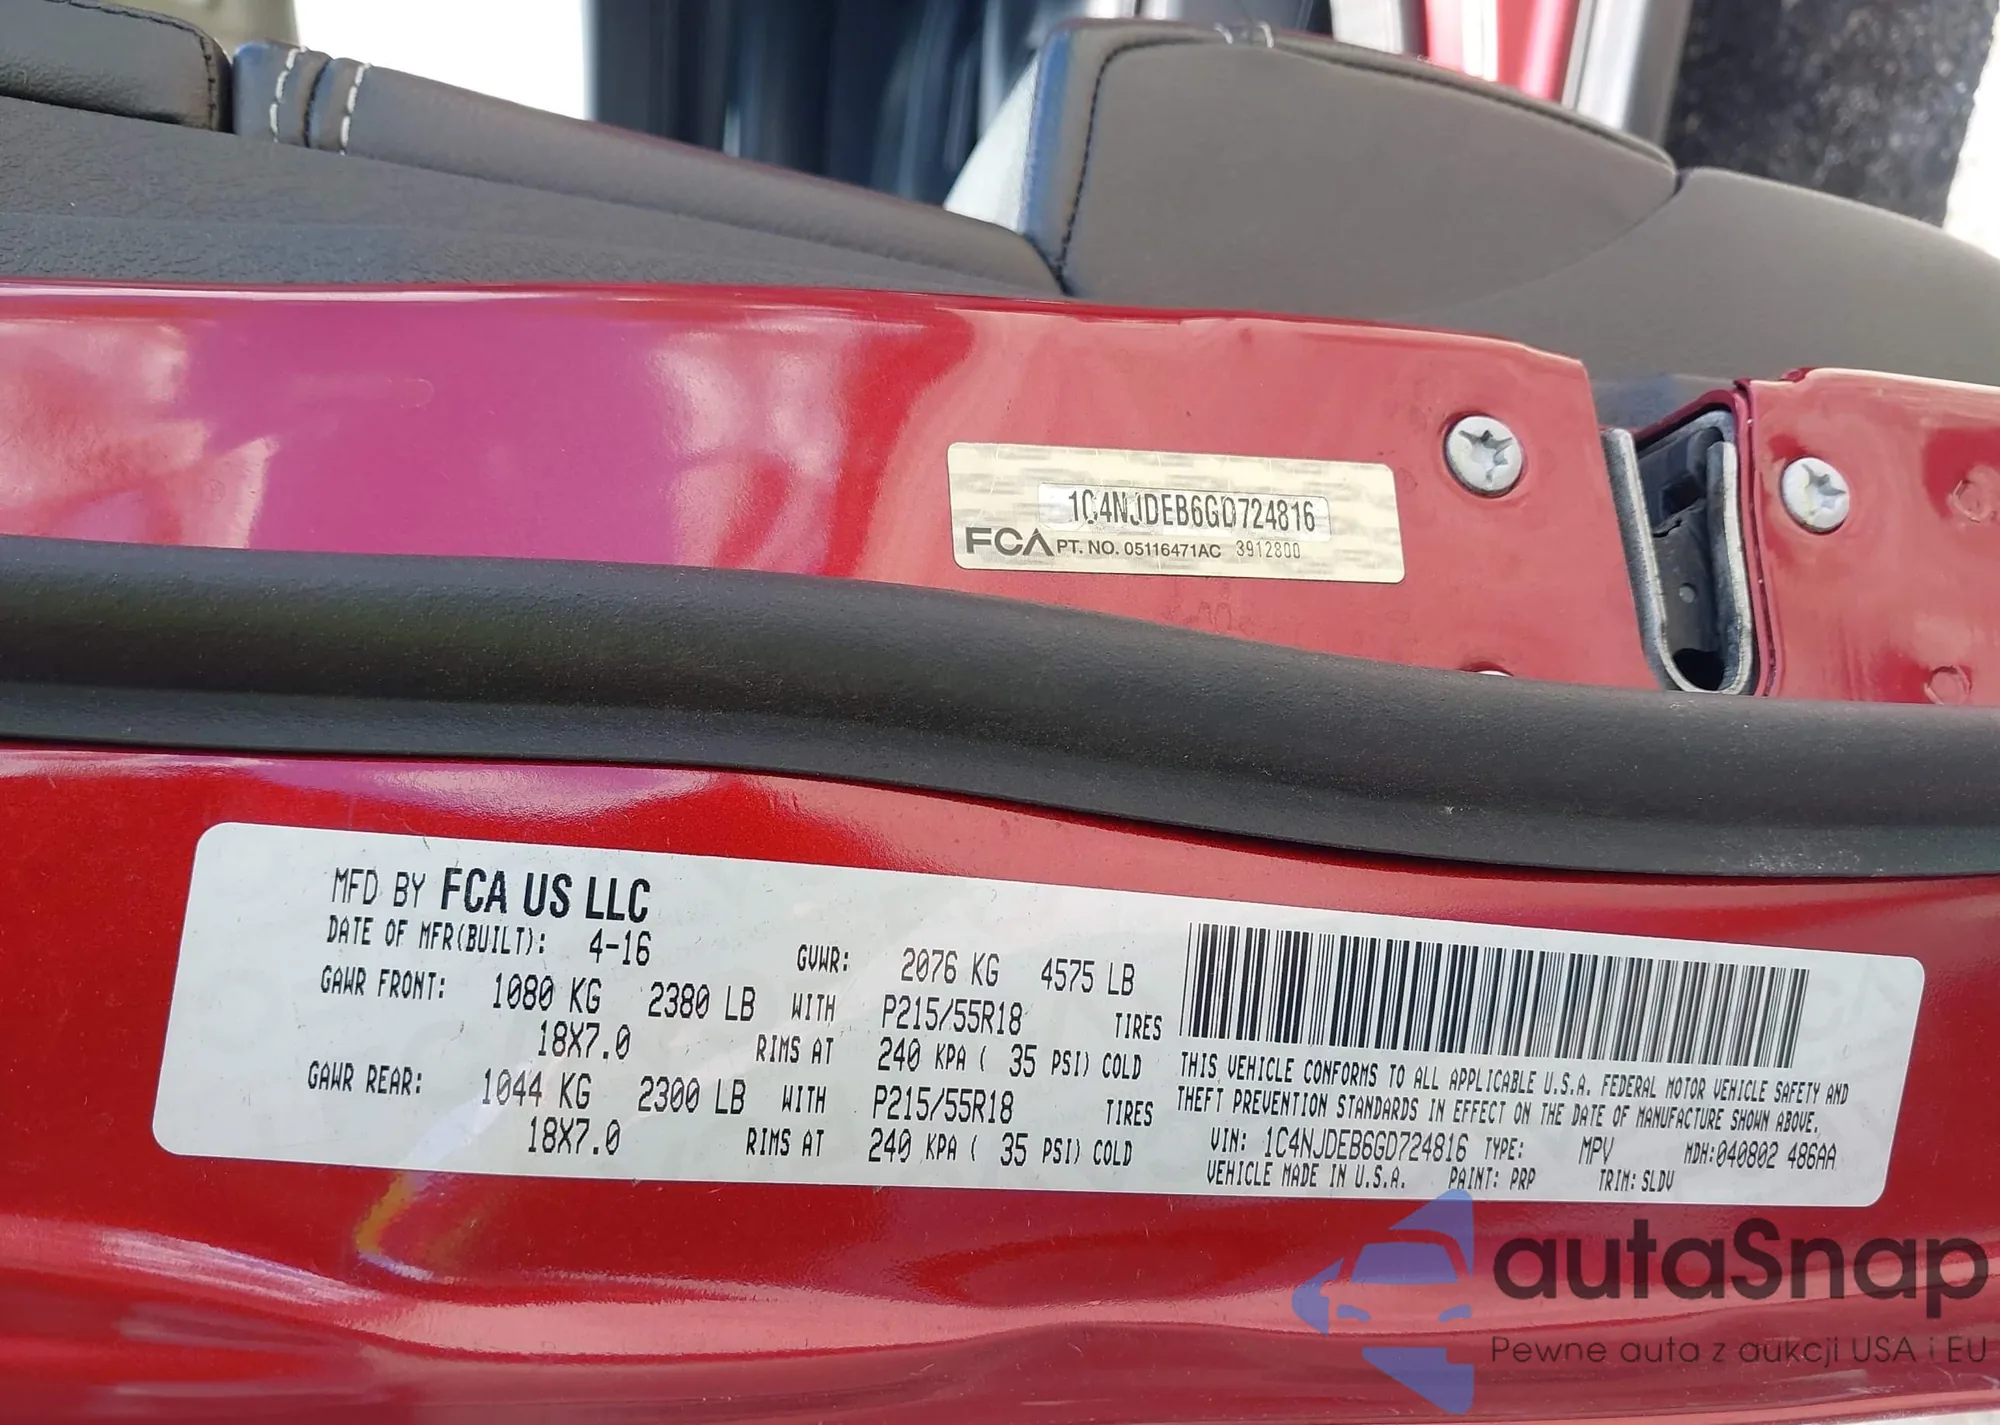 1C4NJDEB6GD724816
FCA PT. NO. 05116471AC 3912800
MFD BY FCA US LLC
DATE OF MFR(BUILT): 4-16 GVWR: 2076 KG 4575 LB
GAWR FRONT: 1080 KG 2380 LB WITH P215/55R18 TIRES
18X7.0 RIMS AT 240 KPA ( 35 PSI) COLD
GAWR REAR: 1044 KG 2300 LB WITH P215/55R18 TIRES
18X7.0 RIMS AT 240 KPA ( 35 PSI) COLD
THIS VEHICLE CONFORMS TO ALL APPLICABLE U.S.A. FEDERAL MOTOR VEHICLE SAFETY AND
THEFT PREVENTION STANDARDS IN EFFECT ON THE DATE OF MANUFACTURE SHOWN ABOVE.
VIN: 1C4NJDEB6GD724816 TYPE: MPV MDH:040802 486AA
VEHICLE MADE IN U.S.A. PAINT: PRP TRIM: SLDV
autaSnap
Pewne auta z aukcji USA i EU